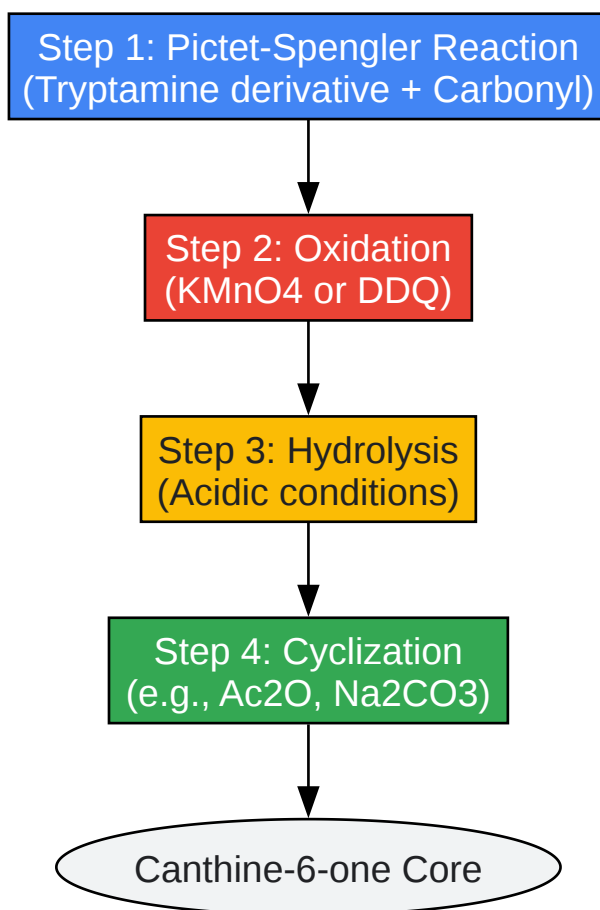 Step 1: Pictet-Spengler Reaction
(Tryptamine derivative + Carbonyl)
Step 2: Oxidation
(KMnO4 or DDQ)
Step 3: Hydrolysis
(Acidic conditions)
Step 4: Cyclization
(e.g., Ac2O, Na2CO3)
Canthine-6-one Core